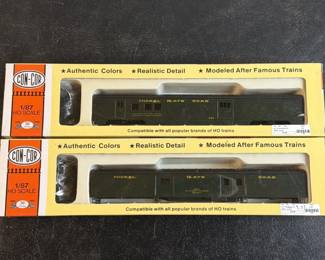 CON-COR
1/87
HO SCALE
★Authentic Colors ★Realistic Detail ★Modeled After Famous Trains
NICKEL PLATE ROAD
Compatible with all popular brands of HO trains
CON-COR
1/87
HO SCALE
★Authentic Colors ★Realistic Detail ★Modeled After Famous Trains
NICKEL PLATE ROAD
Compatible with all popular brands of HO trains.